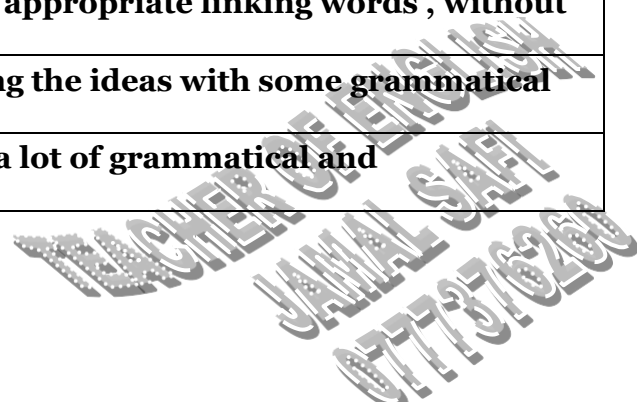 appropriate linking words , without
ng the ideas with some grammatical
a lot of grammatical and
TEACHER OF ENGLISH
JAMAL SAFI
0777376260